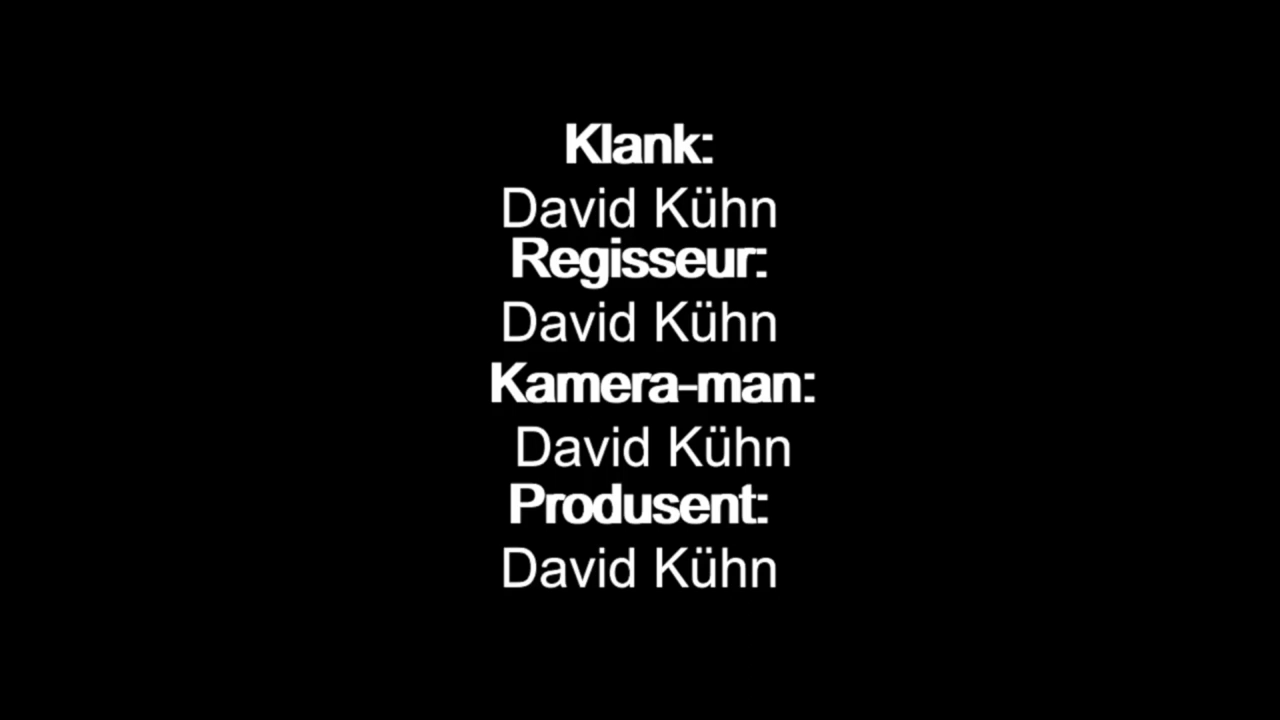 Klank:
David Kühn
Regisseur:
David Kühn
Kamera-man:
David Kühn
Produsent:
David Kühn